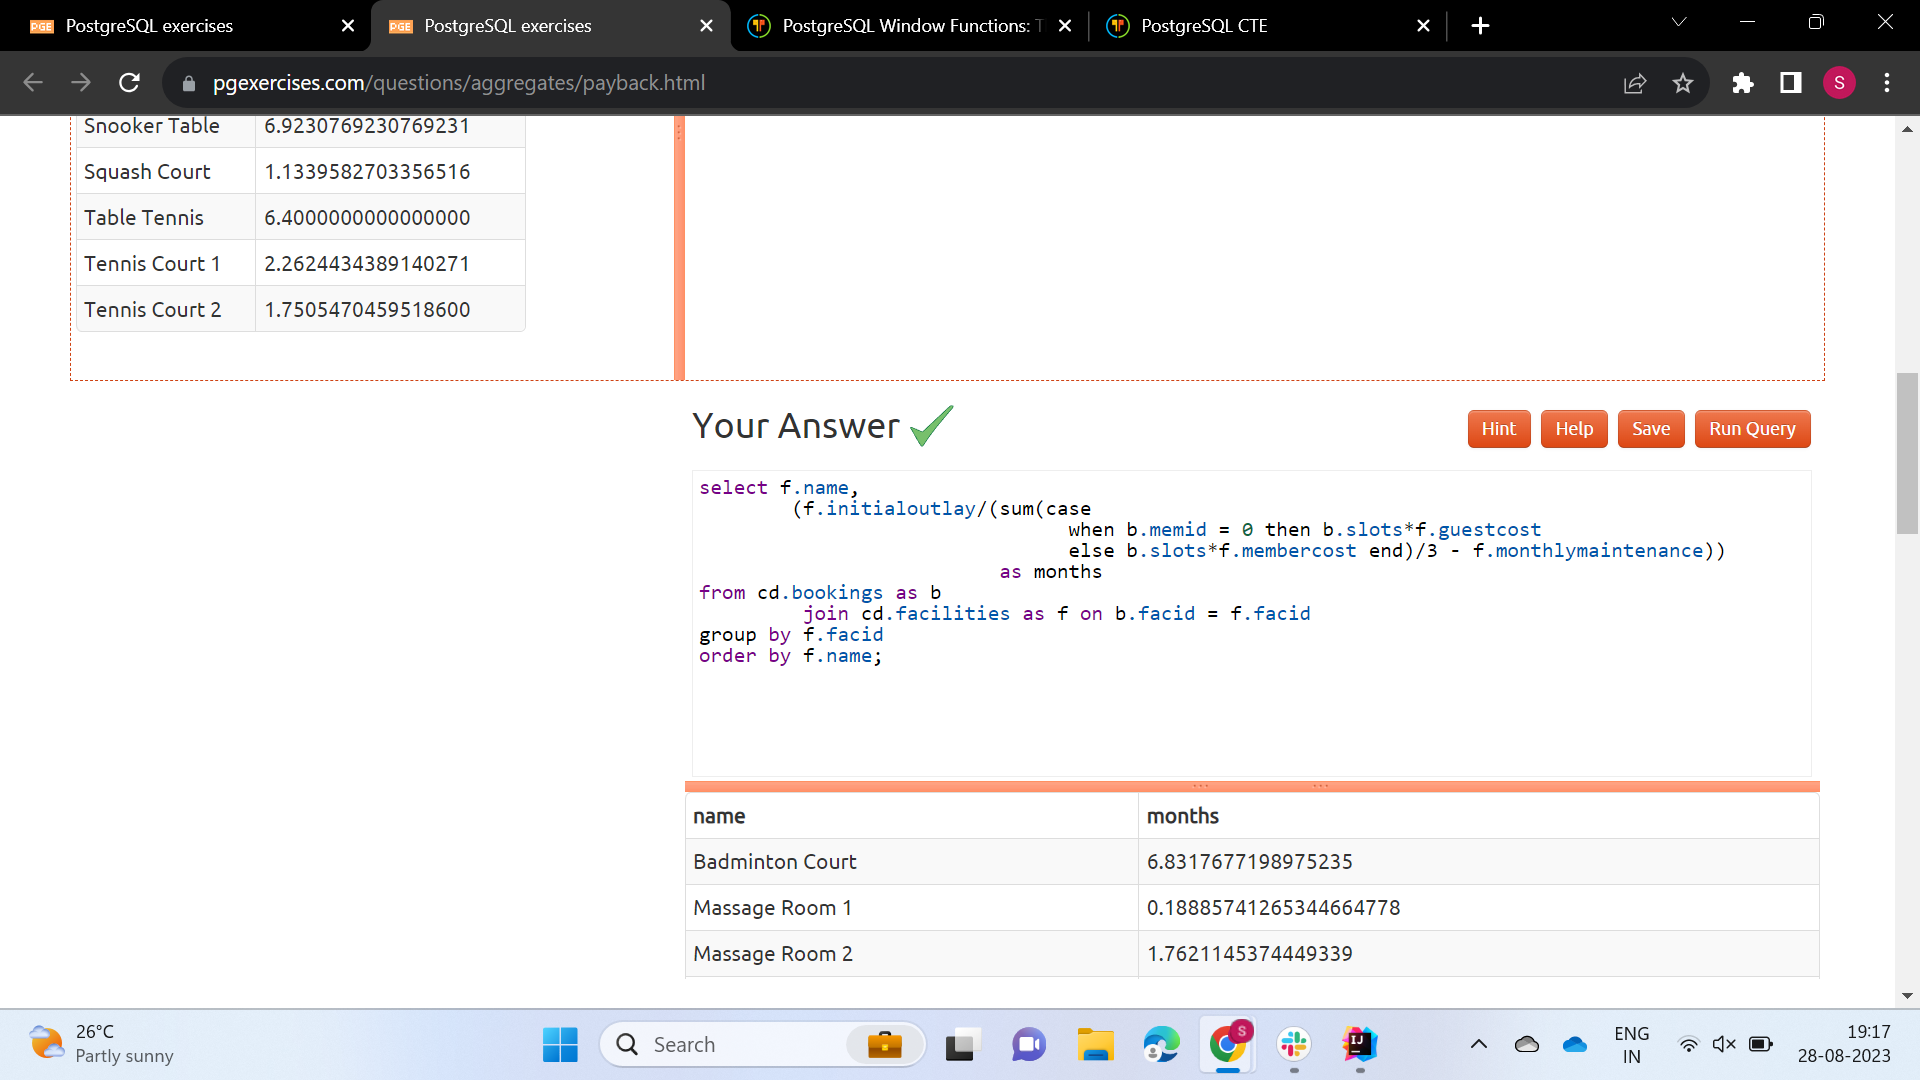 PGE PostgreSQL exercises
PGE PostgreSQL exercises
PostgreSQL Window Functions: T
PostgreSQL CTE
pgexercises.com/questions/aggregates/payback.html
S
Snooker Table 6.9230769230769231
Squash Court 1.1339582703356516
Table Tennis 6.4000000000000000
Tennis Court 1 2.2624434389140271
Tennis Court 2 1.7505470459518600
Your Answer
Hint Help Save Run Query
select f.name,
(f.initialoutlay/(sum(case
when b.memid = 0 then b.slots*f.guestcost
else b.slots*f.membercost end)/3 - f.monthlymaintenance))
as months
from cd.bookings as b
join cd.facilities as f on b.facid = f.facid
group by f.facid
order by f.name;
name months
Badminton Court 6.8317677198975235
Massage Room 1 0.18885741265344664778
Massage Room 2 1.7621145374449339
26°C
Partly sunny
Search
S
IJ
ENG
IN
19:17
28-08-2023